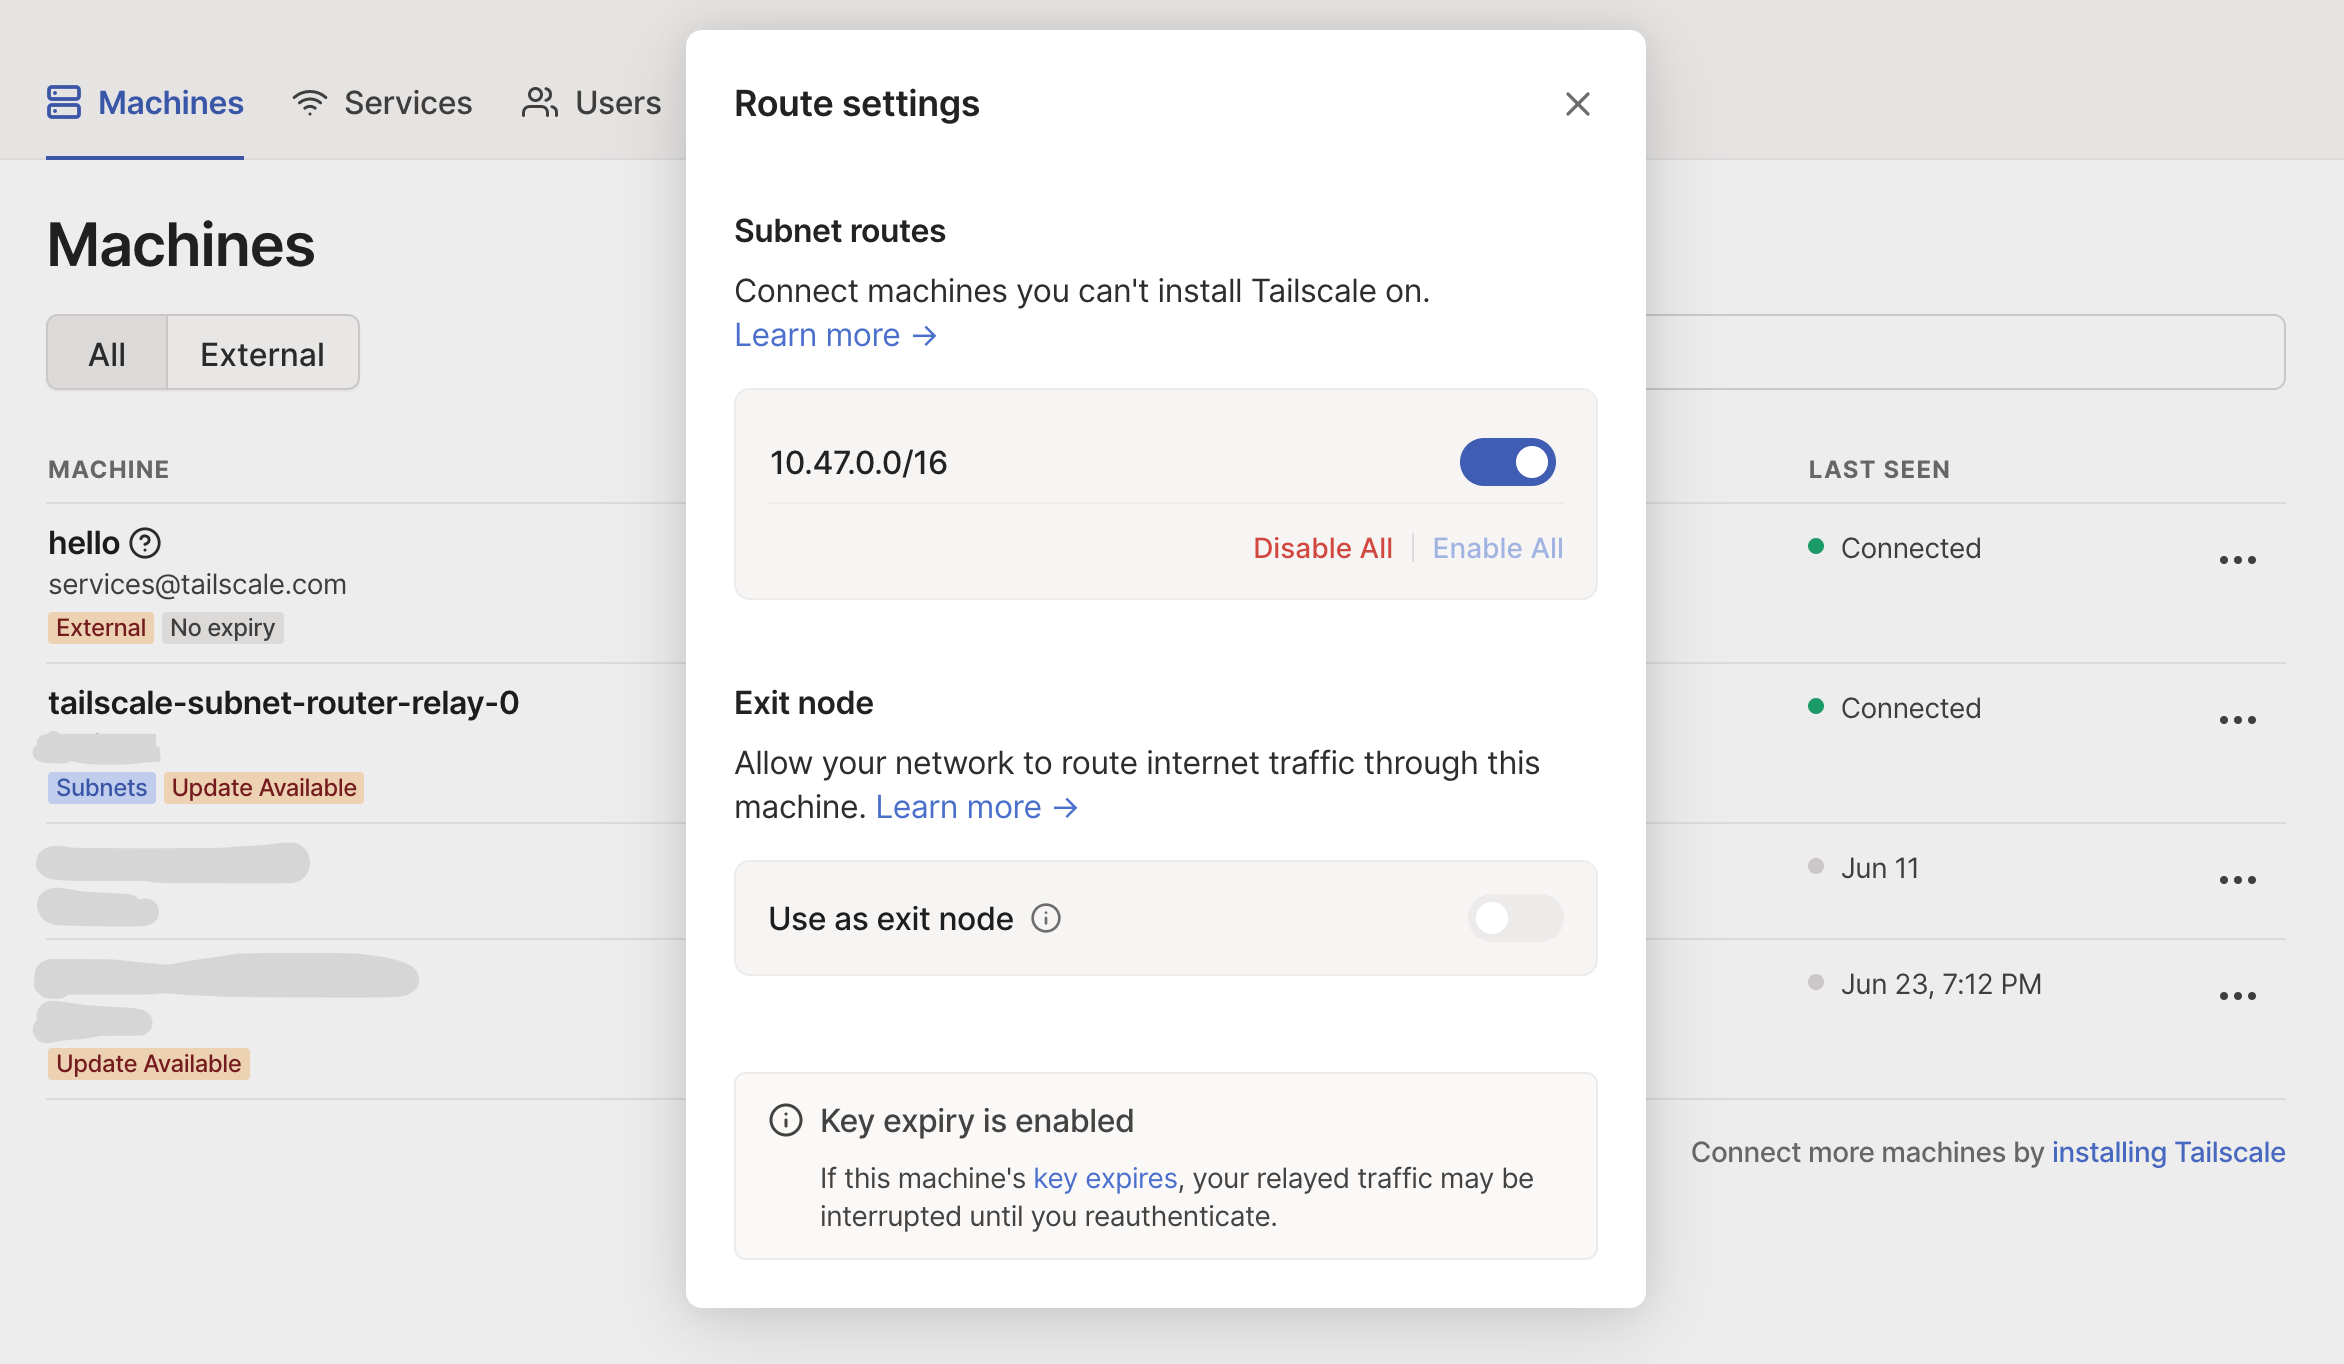 Machines
Services
Users
Machines
All
External
MACHINE
LAST SEEN
hello
services@tailscale.com
External
No expiry
Connected
tailscale-subnet-router-relay-0
Subnets
Update Available
Connected
Jun 11
Jun 23, 7:12 PM
Update Available
Connect more machines by installing Tailscale
Route settings
Subnet routes
Connect machines you can't install Tailscale on.
Learn more →
10.47.0.0/16
Disable All
Enable All
Exit node
Allow your network to route internet traffic through this
machine. Learn more →
Use as exit node
Key expiry is enabled
If this machine's key expires, your relayed traffic may be
interrupted until you reauthenticate.